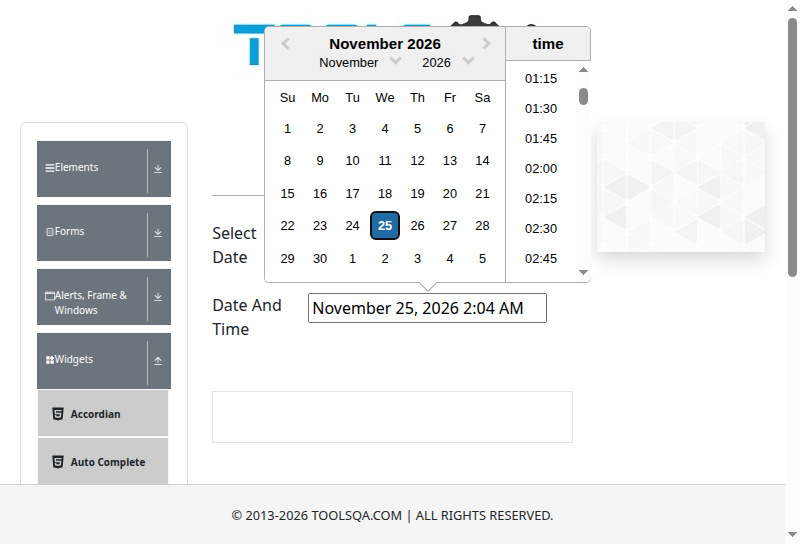 November 2026
November
2026
time
Su Mo Tu We Th Fr Sa
1 2 3 4 5 6 7
8 9 10 11 12 13 14
15 16 17 18 19 20 21
22 23 24 25 26 27 28
29 30 1 2 3 4 5
01:15
01:30
01:45
02:00
02:15
02:30
02:45
Elements
Forms
Alerts, Frame &
Windows
Widgets
Accordian
Auto Complete
Select
Date
Date And
Time
November 25, 2026 2:04 AM
© 2013-2026 TOOLSQA.COM | ALL RIGHTS RESERVED.